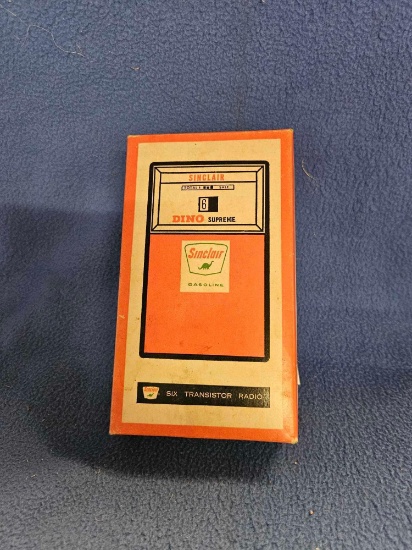 SINCLAIR
6
DINO SUPREME
Sinclair
GASOLINE
SIX TRANSISTOR RADIO